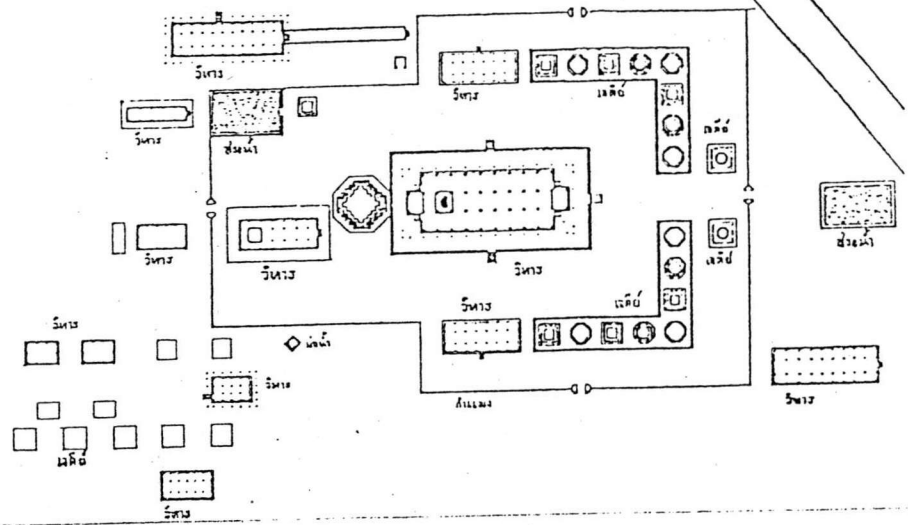 วิหาร
วิหาร
เจดีย์
เจดีย์
วิหาร
สระน้ำ
วิหาร
วิหาร
วิหาร
เจดีย์
สระน้ำ
วิหาร
วิหาร
เจดีย์
บ่อน้ำ
วิหาร
กำแพง
วิหาร
เจดีย์
วิหาร